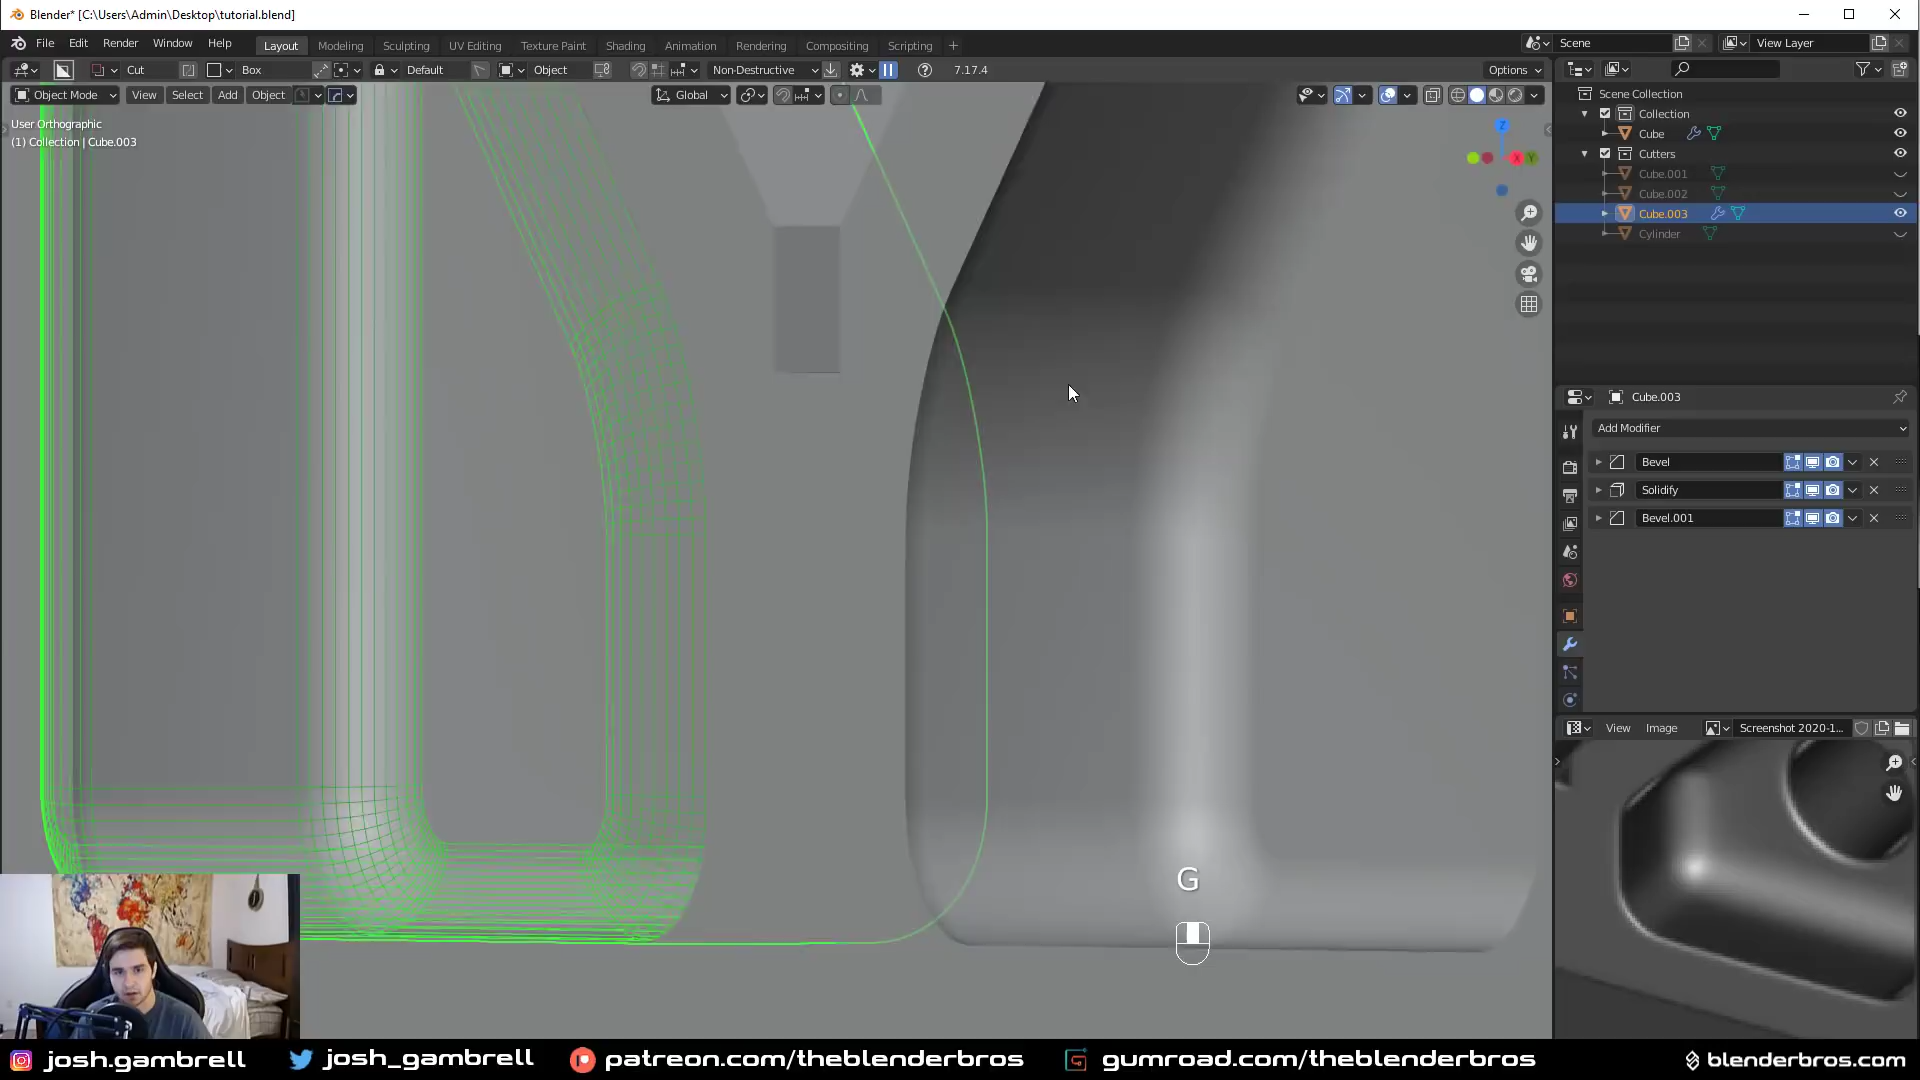 Blender* [C:\Users\Admin\Desktop\tutorial.blend]
File Edit Render Window Help Layout Modeling Sculpting UV Editing Texture Paint Shading Animation Rendering Compositing Scripting + Scene View Layer
Cut Box Default Object Non-Destructive 7.17.4 Options
Object Mode View Select Add Object Global
User Orthographic
(1) Collection | Cube.003
Z
X Y
Scene Collection
Collection
Cube
Cutters
Cube.001
Cube.002
Cube.003
Cylinder
Cube.003
Add Modifier
Bevel
Solidify
Bevel.001
View Image Screenshot 2020-1...
G
josh.gambrell josh_gambrell patreon.com/theblenderbros gumroad.com/theblenderbros blenderbros.com